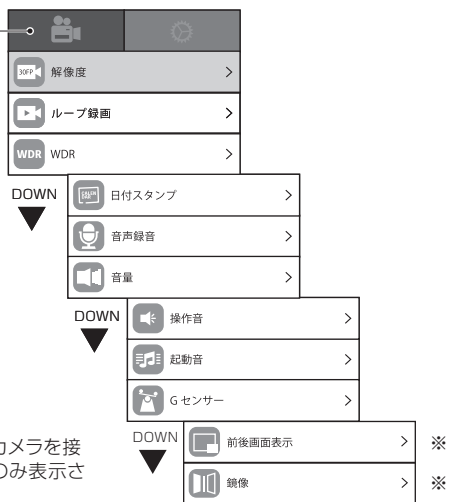 30FP 解像度 >
ループ録画 >
WDR WDR >
DOWN
日付スタンプ >
音声録音 >
音量 >
DOWN
操作音 >
起動音 >
Gセンサー >
DOWN
前後画面表示 > ※
鏡像 > ※
カメラを接
のみ表示さ